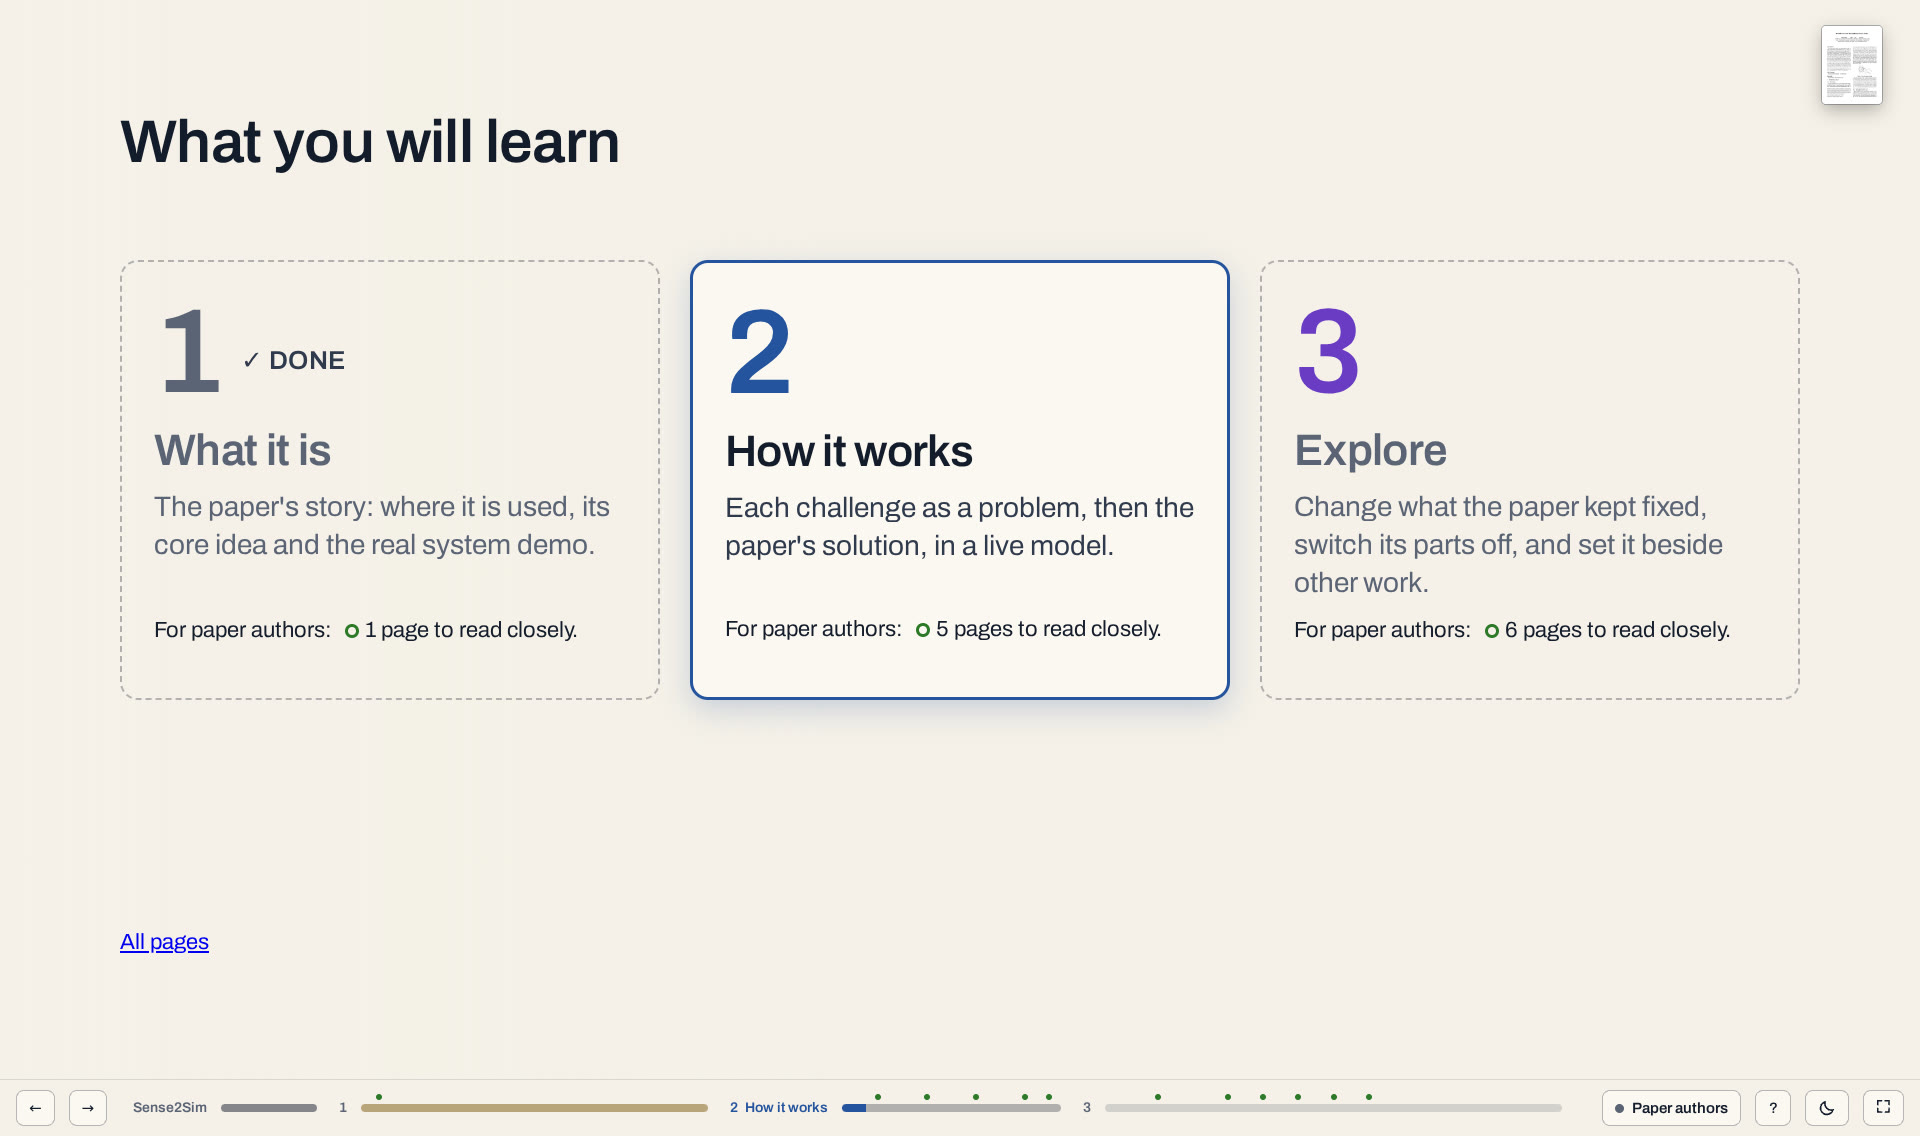 What you will learn
1 ✓ DONE
What it is
The paper's story: where it is used, its
core idea and the real system demo.
For paper authors: 1 page to read closely.
2
How it works
Each challenge as a problem, then the
paper's solution, in a live model.
For paper authors: 5 pages to read closely.
3
Explore
Change what the paper kept fixed,
switch its parts off, and set it beside
other work.
For paper authors: 6 pages to read closely.
All pages
← → Sense2Sim 1 2 How it works 3 Paper authors ?